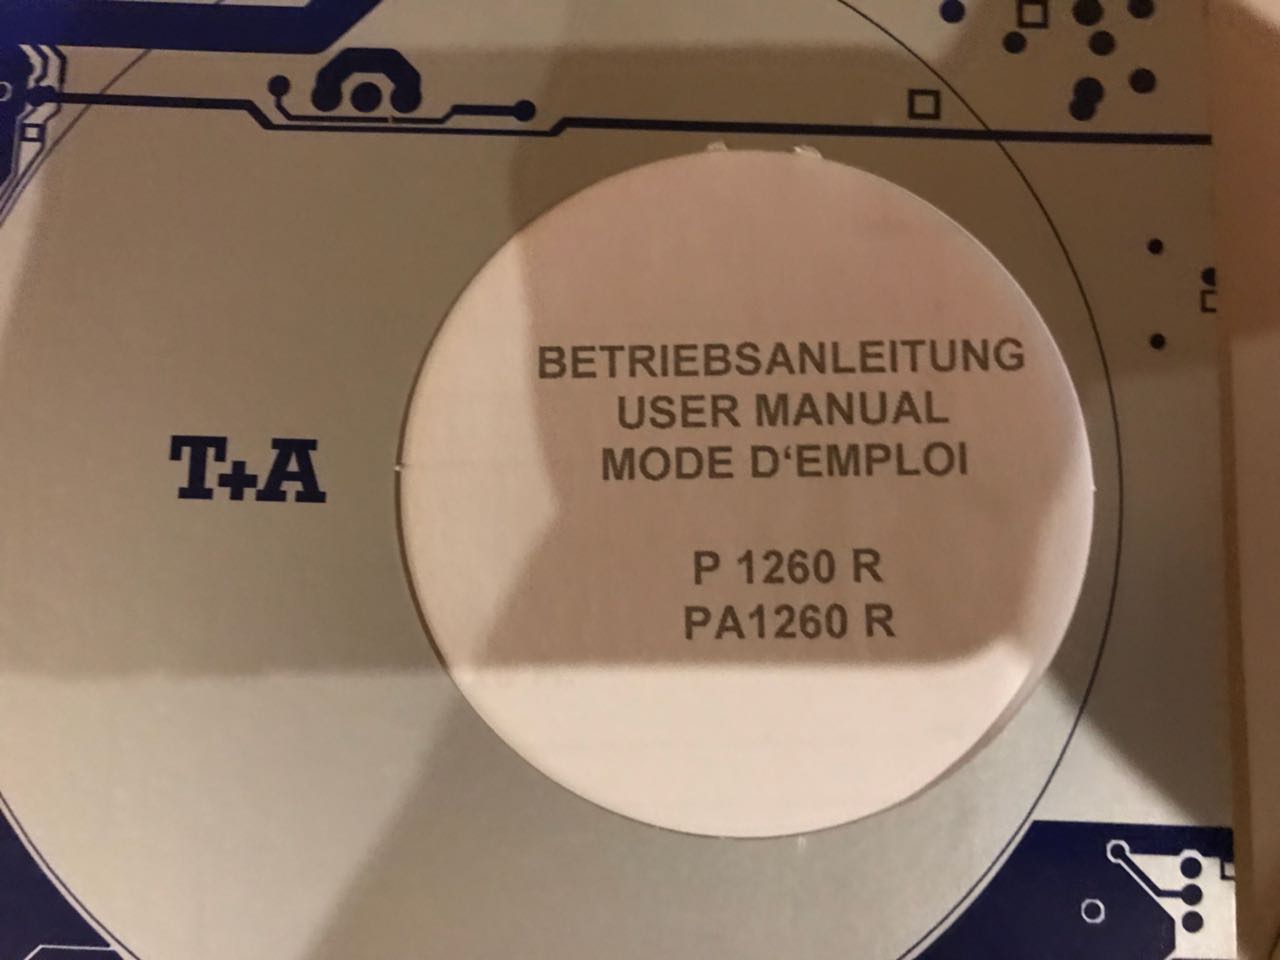 T+A
BETRIEBSANLEITUNG
USER MANUAL
MODE D‘EMPLOI
P 1260 R
PA1260 R